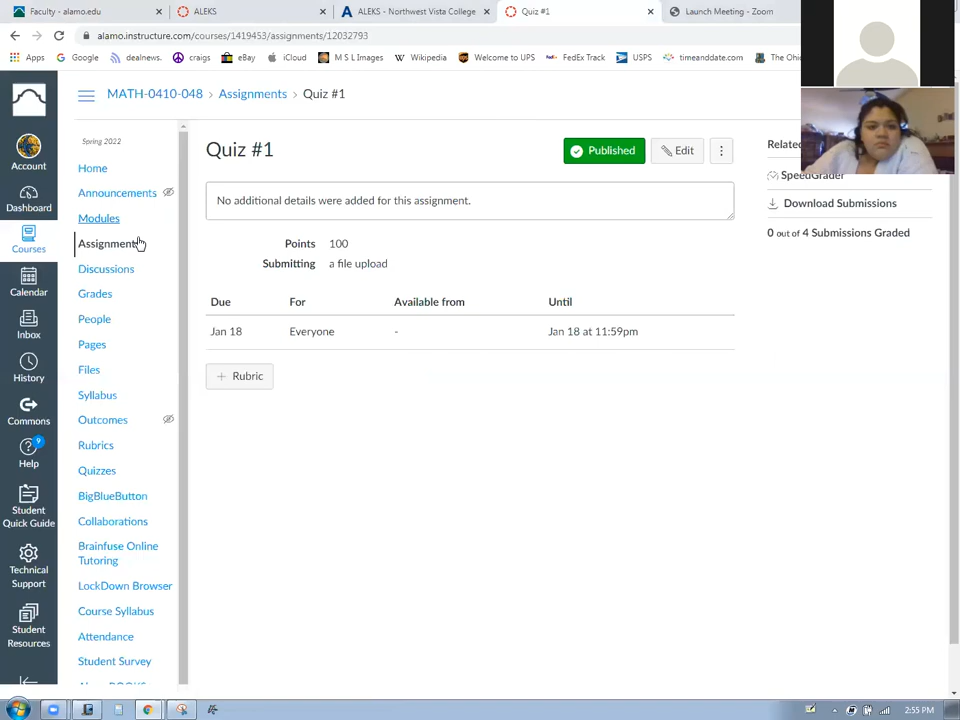 Faculty - alamo.edu
ALEKS
ALEKS - Northwest Vista College
Quiz #1
Launch Meeting - Zoom
alamo.instructure.com/courses/1419453/assignments/12032793
Apps
Google
dealnews.
craigs
eBay
iCloud
M S L Images
Wikipedia
Welcome to UPS
FedEx Track
USPS
timeanddate.com
The Ohi
MATH-0410-048 › Assignments › Quiz #1
Account
Dashboard
Courses
Calendar
Inbox
History
Commons
9
Help
Student
Quick Guide
Technical
Support
Student
Resources
Spring 2022
Home
Announcements
Modules
Assignment
Discussions
Grades
People
Pages
Files
Syllabus
Outcomes
Rubrics
Quizzes
BigBlueButton
Collaborations
Brainfuse Online
Tutoring
LockDown Browser
Course Syllabus
Attendance
Student Survey
Quiz #1
Published
Edit
No additional details were added for this assignment.
Points 100
Submitting a file upload
Due For Available from Until
Jan 18 Everyone - Jan 18 at 11:59pm
+ Rubric
Related
SpeedGrader
Download Submissions
0 out of 4 Submissions Graded
2:55 PM